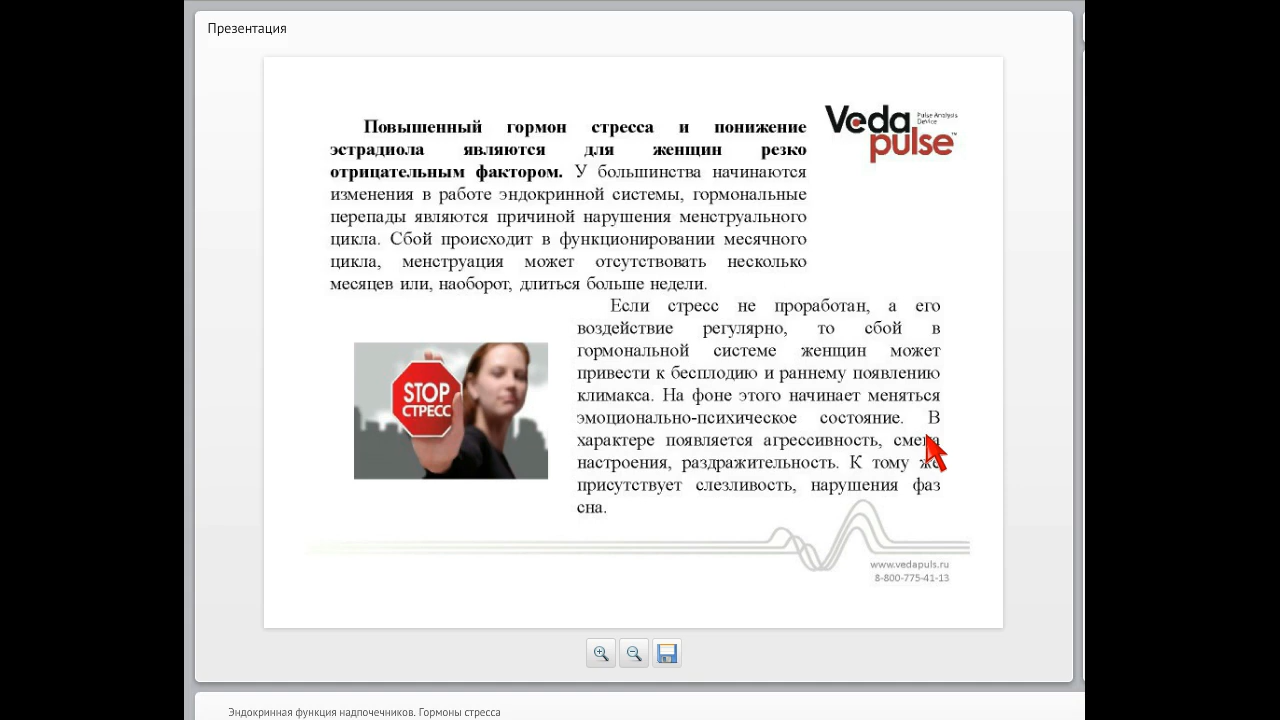 Презентация
Повышенный гормон стресса и понижение
эстрадиола являются для женщин резко
отрицательным фактором. У большинства начинаются
изменения в работе эндокринной системы, гормональные
перепады являются причиной нарушения менструального
цикла. Сбой происходит в функционировании месячного
цикла, менструация может отсутствовать несколько
месяцев или, наоборот, длиться больше недели.
Veda
pulse™
Pulse Analysis
Device
Если стресс не проработан, а его
воздействие регулярно, то сбой в
гормональной системе женщин может
привести к бесплодию и раннему появлению
климакса. На фоне этого начинает меняться
эмоционально-психическое состояние. В
характере появляется агрессивность, смена
настроения, раздражительность. К тому же
присутствует слезливость, нарушения фаз
сна.
STOP
СТРЕСС
www.vedapuls.ru
8-800-775-41-13
Эндокринная функция надпочечников. Гормоны стресса